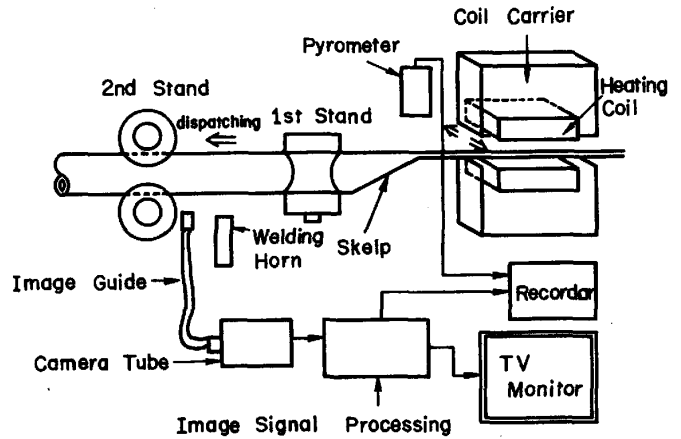 Coil Carrier
Pyrometer
2nd Stand
1st Stand
Heating
Coil
dispatching
Welding
Horn
Skelp
Image Guide
Recordar
Camera Tube
TV
Monitor
Image Signal Processing